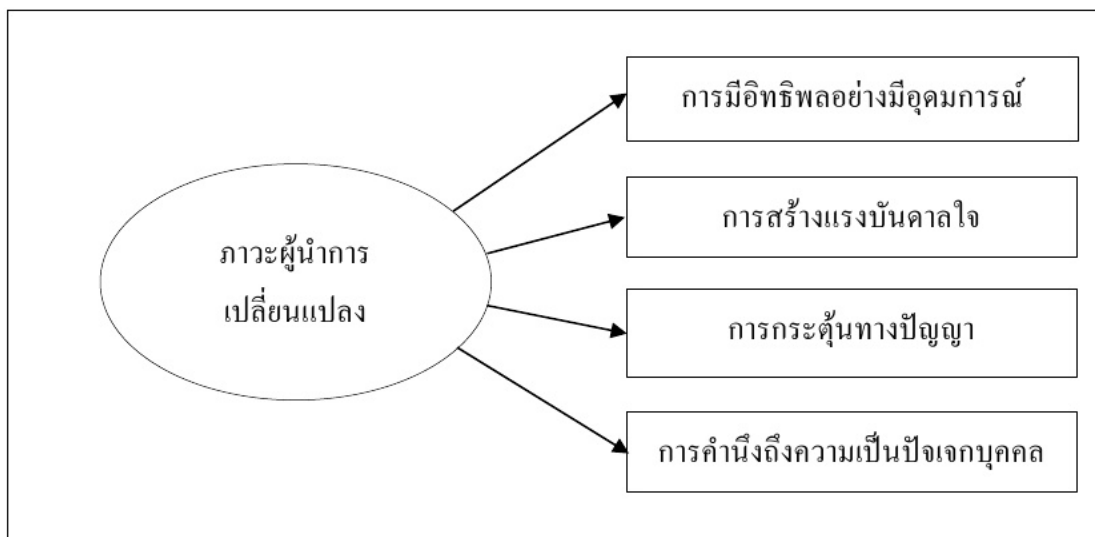 การมีอิทธิพลอย่างมีอุดมการณ์
การสร้างแรงบันดาลใจ
ภาวะผู้นำการ
เปลี่ยนแปลง
การกระตุ้นทางปัญญา
การคำนึงถึงความเป็นปัจเจกบุคคล